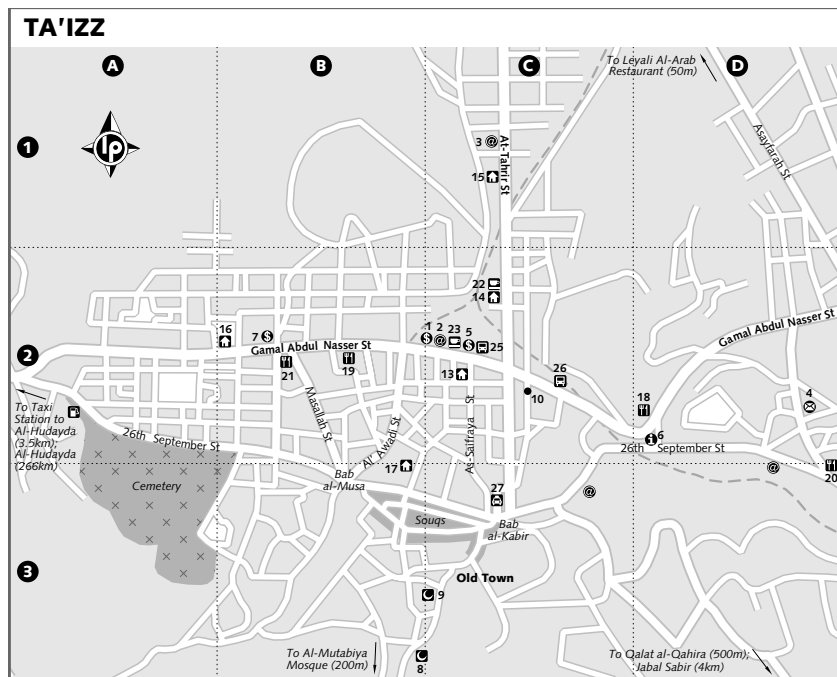 TA'IZZ
A
B
C
D
To Leyali Al-Arab
Restaurant (50m)
1
lp
3 @
At-Tahrir St
15
Asayfarah St
22
14
16
7 $
1 2 23 5
$ @ $
25
Gamal Abdul Nasser St
Gamal Abdul Nasser St
2
21
19
13
26
10
18
4
To Taxi
Station to
Al-Hudayda
(3.5km);
Al-Hudayda
(266km)
26th September St
Masallah St
Al' Awadi St
As-Saifraya St
i 6
26th September St
@
20
Cemetery
Bab
al-Musa
17
27
@
Souqs
Bab
al-Kabir
3
Old Town
9
To Al-Mutabiya
Mosque (200m)
8
To Qalat al-Qahira (500m);
Jabal Sabir (4km)